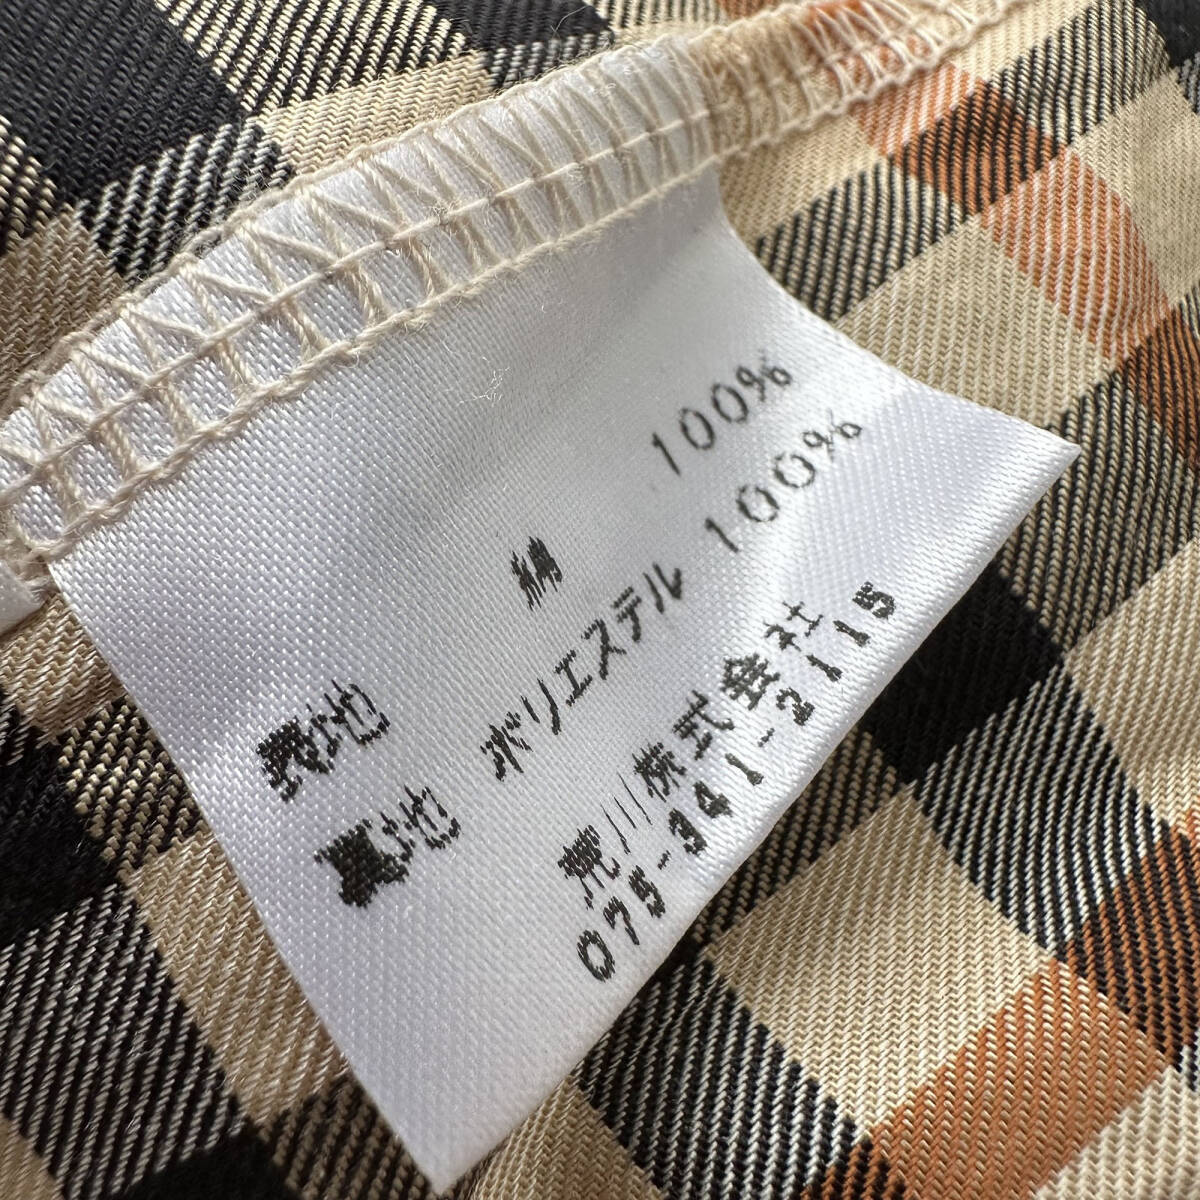 表地 綿 100%
裏地 ポリエステル 100%
荒川株式会社
075-341-2115